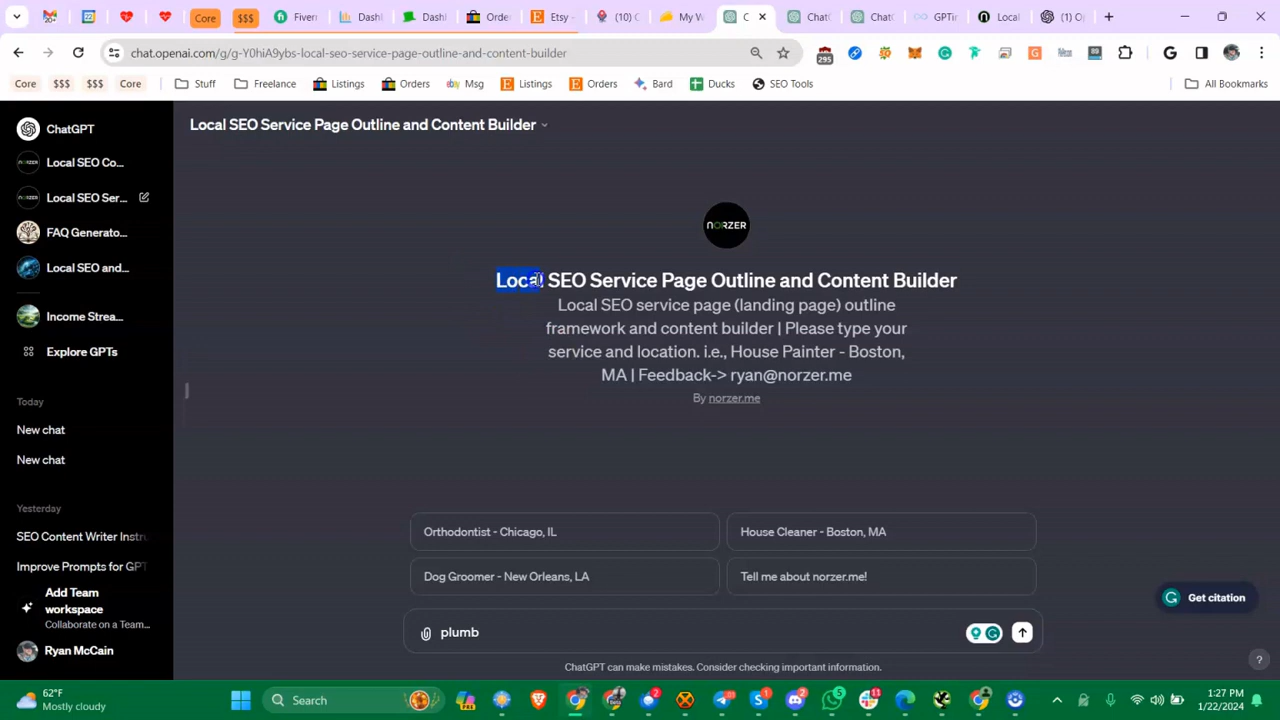 Core
$$$
Fiverr
Dashl
Dashl
Order
Etsy -
(10) C
My W
C
ChatG
ChatG
GPTin
Local
(1) O
chat.openai.com/g/g-Y0hiA9ybs-local-seo-service-page-outline-and-content-builder
295
Core
$$$
$$$
Core
Stuff
Freelance
Listings
Orders
Msg
Listings
Orders
Bard
Ducks
SEO Tools
All Bookmarks
ChatGPT
Local SEO Co...
Local SEO Ser...
FAQ Generato...
Local SEO and...
Income Strea...
Explore GPTs
Today
New chat
New chat
Yesterday
SEO Content Writer Instru
Improve Prompts for GPT
Add Team
workspace
Collaborate on a Team...
Ryan McCain
Local SEO Service Page Outline and Content Builder
NORZER
Local SEO Service Page Outline and Content Builder
Local SEO service page (landing page) outline
framework and content builder | Please type your
service and location. i.e., House Painter - Boston,
MA | Feedback-> ryan@norzer.me
By norzer.me
Orthodontist - Chicago, IL
House Cleaner - Boston, MA
Dog Groomer - New Orleans, LA
Tell me about norzer.me!
Get citation
plumb
ChatGPT can make mistakes. Consider checking important information.
?
62°F
Mostly cloudy
Search
1:27 PM
1/22/2024